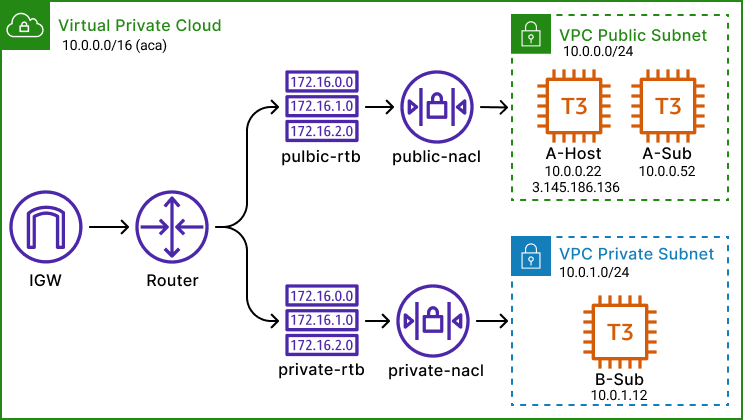 Virtual Private Cloud
10.0.0.0/16 (aca)
VPC Public Subnet
10.0.0.0/24
172.16.0.0
172.16.1.0
172.16.2.0
pulbic-rtb
public-nacl
T3
T3
A-Host
A-Sub
10.0.0.22
10.0.0.52
3.145.186.136
IGW
Router
VPC Private Subnet
10.0.1.0/24
172.16.0.0
172.16.1.0
172.16.2.0
private-rtb
private-nacl
T3
B-Sub
10.0.1.12